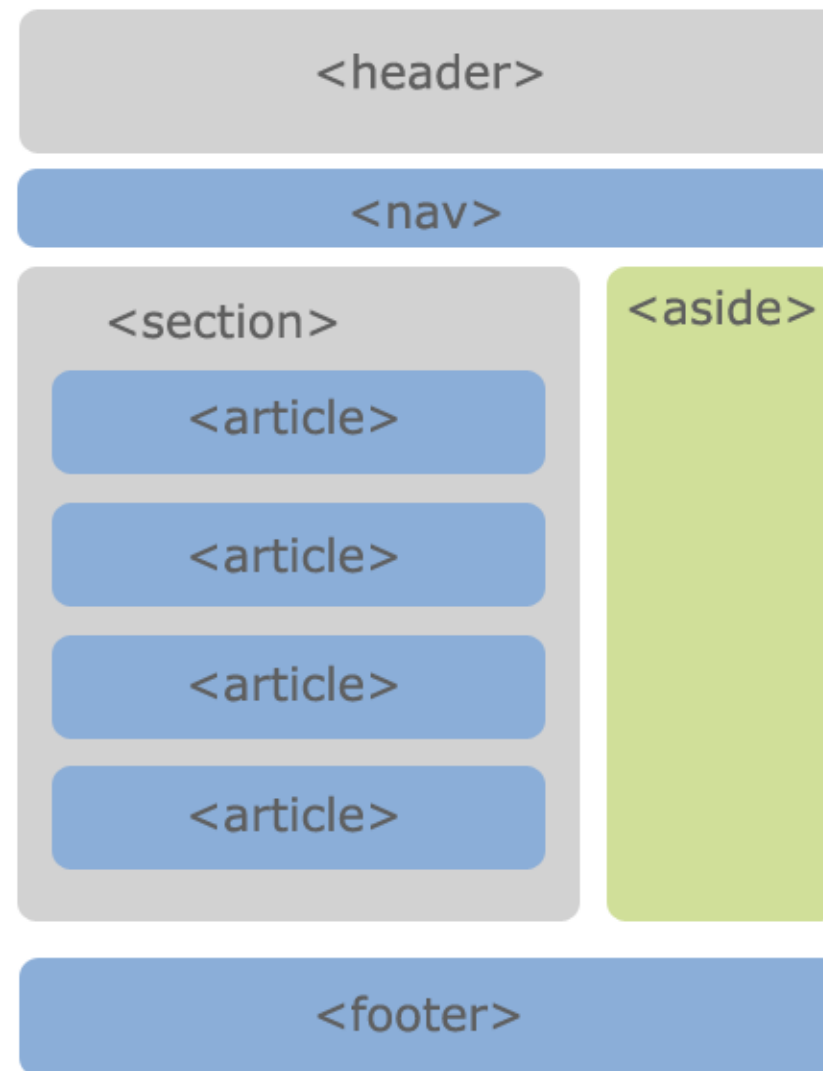 <header>
<nav>
<section>
<article>
<article>
<article>
<article>
<aside>
<footer>